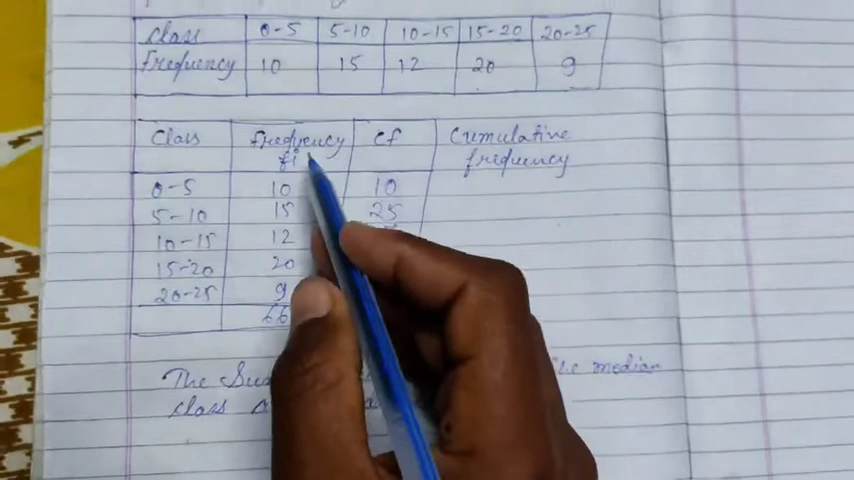 class 0-5 5-10 10-15 15-20 20-25
Frequency 10 15 12 20 9
Class Frequency cf Cumulative
fi frequency
0-5 10 10
5-10 15 25
10-15 12
15-20 20
20-25 9
66
The median
class